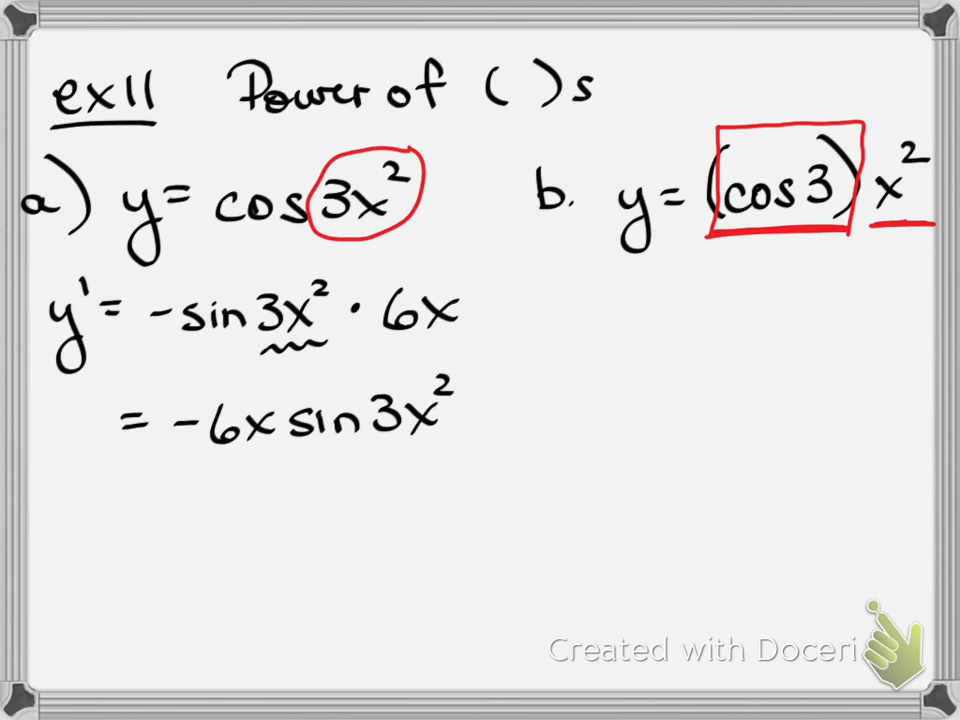 ex11 Power of ( )s
a) y = cos 3x²
b. y = (cos 3) x²
y' = -sin 3x² · 6x
= -6x sin 3x²
Created with Doceri